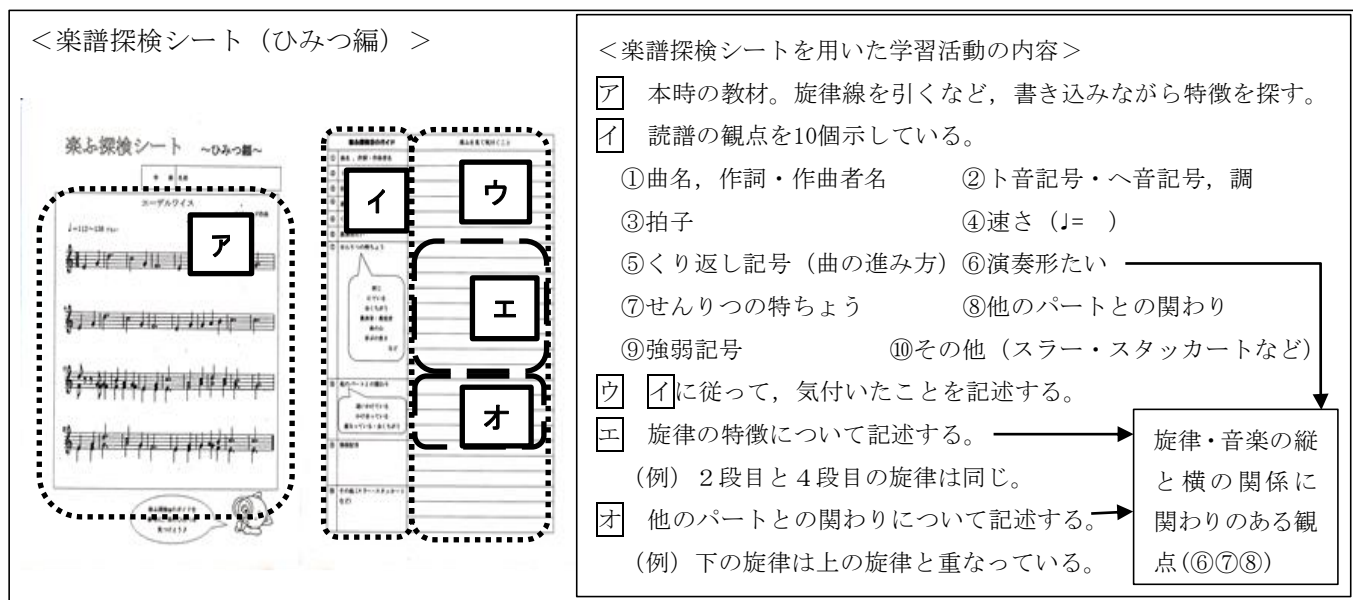 ＜楽譜探検シート（ひみつ編）＞
楽ふ探検シート ～ひみつ編～
エーデルワイス
♩=112～138
ア
イ
せんりつの特ちょう
ウ
エ
オ
＜楽譜探検シートを用いた学習活動の内容＞
ア 本時の教材。旋律線を引くなど，書き込みながら特徴を探す。
イ 読譜の観点を10個示している。
①曲名，作詞・作曲者名 ②ト音記号・ヘ音記号，調
③拍子 ④速さ（♩= ）
⑤くり返し記号（曲の進み方） ⑥演奏形たい
⑦せんりつの特ちょう ⑧他のパートとの関わり
⑨強弱記号 ⑩その他（スラー・スタッカートなど）
ウ イに従って，気付いたことを記述する。
エ 旋律の特徴について記述する。
（例）２段目と４段目の旋律は同じ。
オ 他のパートとの関わりについて記述する。
（例）下の旋律は上の旋律と重なっている。
旋律・音楽の縦
と横の関係に
関わりのある観
点(⑥⑦⑧)